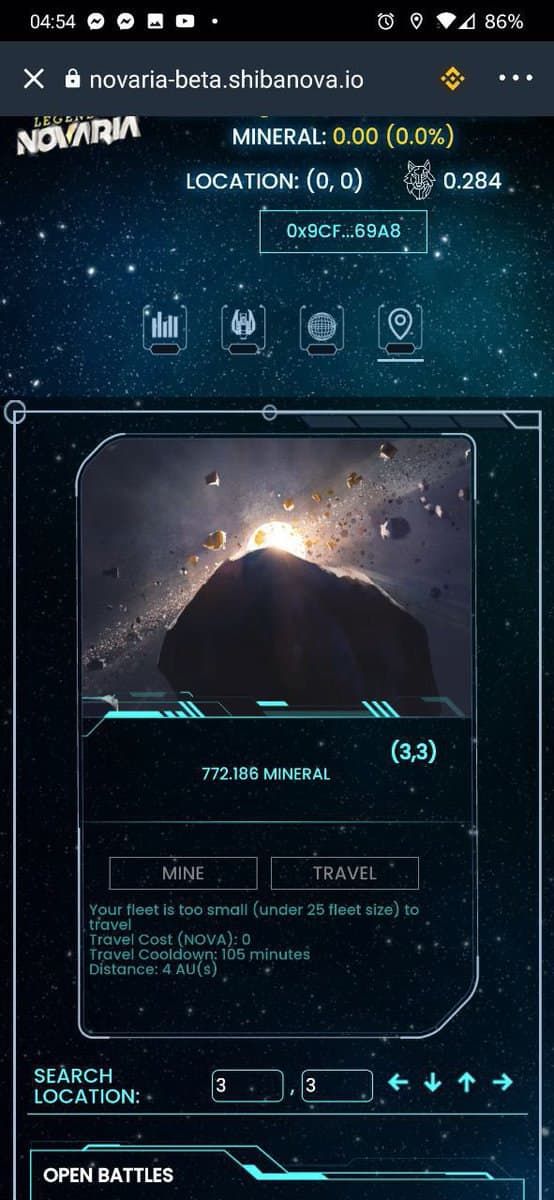 04:54 86%
novaria-beta.shibanova.io
LEGEND
NOVARIA
MINERAL: 0.00 (0.0%)
LOCATION: (0, 0) 0.284
0x9CF...69A8
(3,3)
772.186 MINERAL
MINE TRAVEL
Your fleet is too small (under 25 fleet size) to
travel
Travel Cost (NOVA): 0
Travel Cooldown: 105 minutes
Distance: 4 AU(s)
SEARCH
LOCATION: 3 , 3
OPEN BATTLES